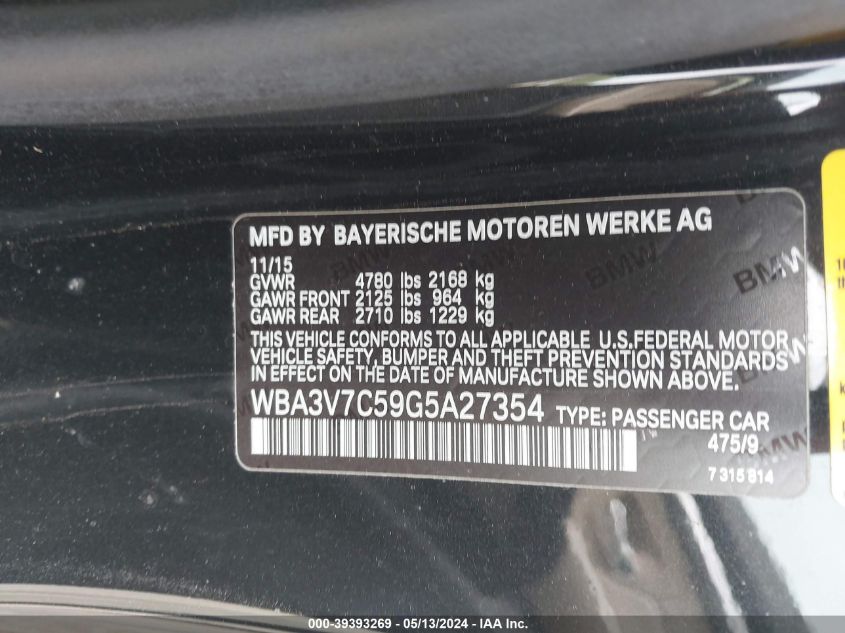 MFD BY BAYERISCHE MOTOREN WERKE AG
11/15
GVWR 4780 lbs 2168 kg
GAWR FRONT 2125 lbs 964 kg
GAWR REAR 2710 lbs 1229 kg
THIS VEHICLE CONFORMS TO ALL APPLICABLE U.S.FEDERAL MOTOR
VEHICLE SAFETY, BUMPER AND THEFT PREVENTION STANDARDS
IN EFFECT ON THE DATE OF MANUFACTURE SHOWN ABOVE.
WBA3V7C59G5A27354 TYPE: PASSENGER CAR
475/9
7 315 814
BMW
BMW
BMW
000-39393269 - 05/13/2024 - IAA Inc.